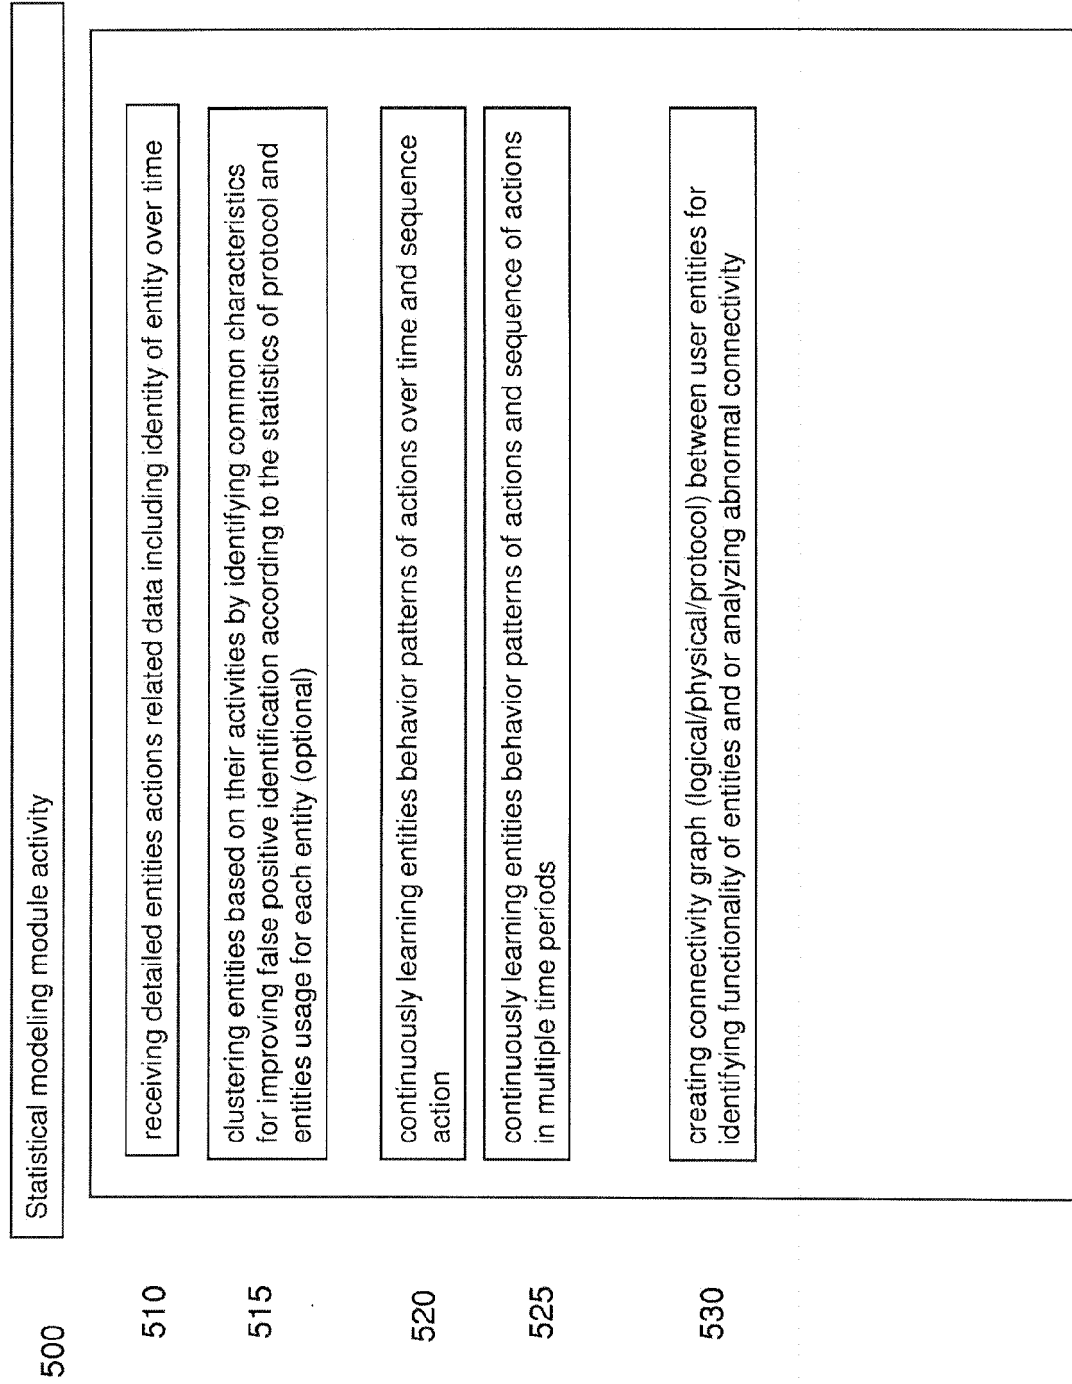 500
Statistical modeling module activity
510
receiving detailed entities actions related data including identity of entity over time
515
clustering entities based on their activities by identifying common characteristics
for improving false positive identification according to the statistics of protocol and
entities usage for each entity (optional)
520
continuously learning entities behavior patterns of actions over time and sequence
action
525
continuously learning entities behavior patterns of actions and sequence of actions
in multiple time periods
530
creating connectivity graph (logical/physical/protocol) between user entities for
identifying functionality of entities and or analyzing abnormal connectivity